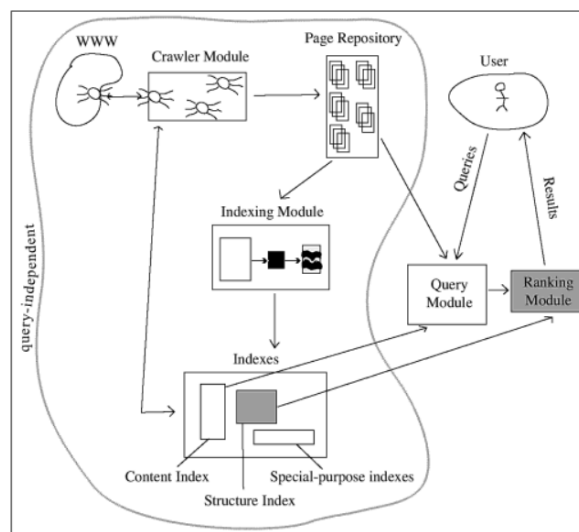 WWW
Crawler Module
Page Repository
User
Queries
Results
Indexing Module
query-independent
Query
Module
Ranking
Module
Indexes
Content Index
Special-purpose indexes
Structure Index